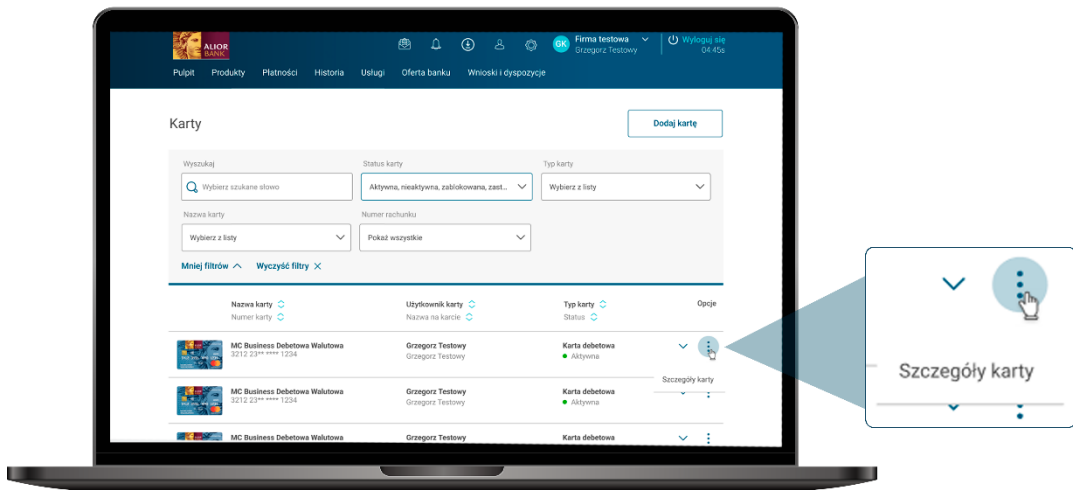 ALIOR
BANK
GK Firma testowa
Grzegorz Testowy
Wyloguj się
04:45s
Pulpit Produkty Płatności Historia Usługi Oferta banku Wnioski i dyspozycje
Karty
Dodaj kartę
Wyszukaj Status karty Typ karty
Wybierz szukane słowo Aktywna, nieaktywna, zablokowana, zast... Wybierz z listy
Nazwa karty Numer rachunku
Wybierz z listy Pokaż wszystkie
Mniej filtrów Wyczyść filtry
Nazwa karty Użytkownik karty Typ karty Opcje
Numer karty Nazwa na karcie Status
MC Business Debetowa Walutowa Grzegorz Testowy Karta debetowa
3212 23** **** 1234 Grzegorz Testowy Aktywna
Szczegóły karty
MC Business Debetowa Walutowa Grzegorz Testowy Karta debetowa
3212 23** **** 1234 Grzegorz Testowy Aktywna
MC Business Debetowa Walutowa Grzegorz Testowy Karta debetowa
Szczegóły karty